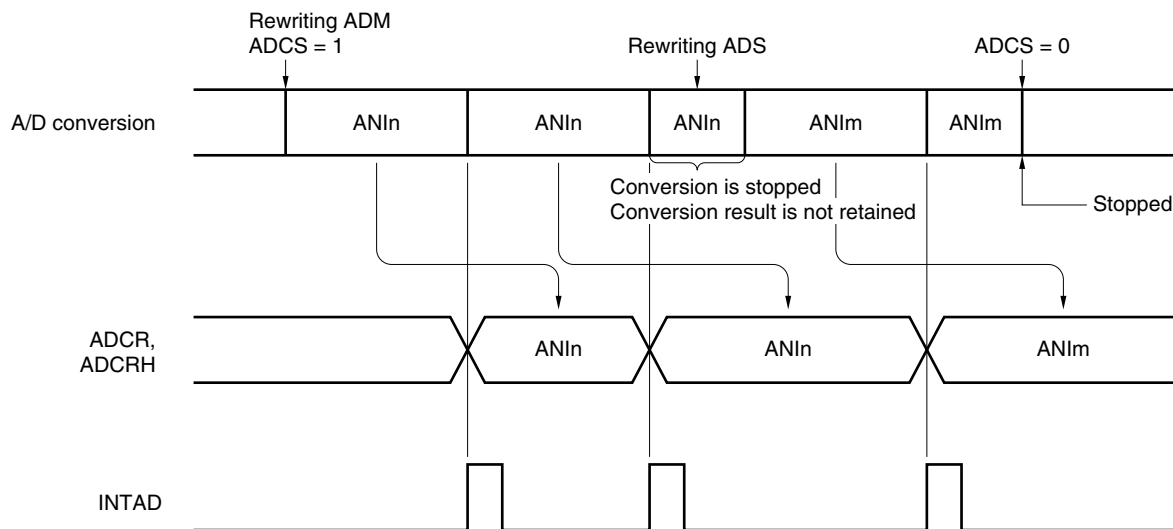 Rewriting ADM
ADCS = 1
Rewriting ADS
ADCS = 0
A/D conversion
ANIn
ANIn
ANIn
ANIm
ANIm
Conversion is stopped
Conversion result is not retained
Stopped
ADCR,
ADCRH
ANIn
ANIn
ANIm
INTAD